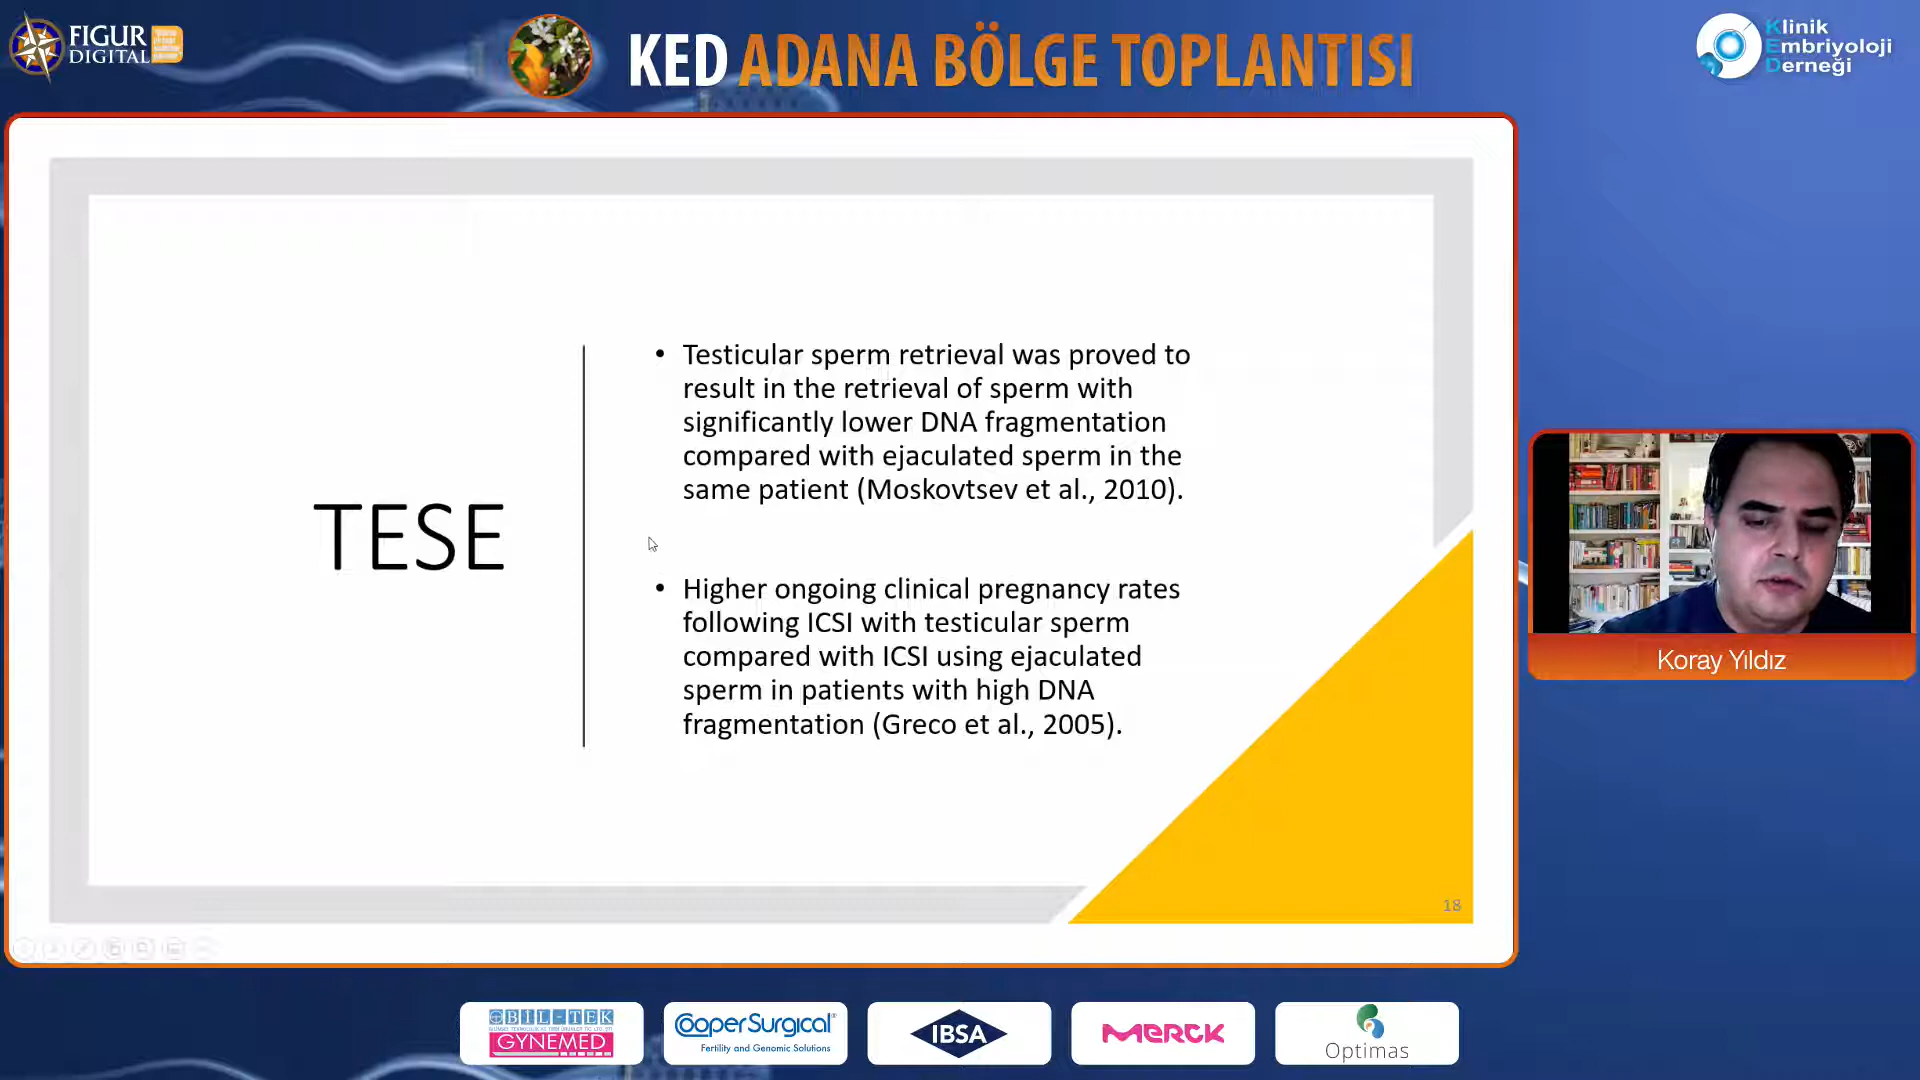 FIGUR
DIGITAL
KED ADANA BÖLGE TOPLANTISI
Klinik
Embriyoloji
Derneği
TESE
• Testicular sperm retrieval was proved to
result in the retrieval of sperm with
significantly lower DNA fragmentation
compared with ejaculated sperm in the
same patient (Moskovtsev et al., 2010).
• Higher ongoing clinical pregnancy rates
following ICSI with testicular sperm
compared with ICSI using ejaculated
sperm in patients with high DNA
fragmentation (Greco et al., 2005).
18
Koray Yıldız
BIL-TEK
GYNEMED
CooperSurgical®
Fertility and Genomic Solutions
IBSA
MERCK
Optimas